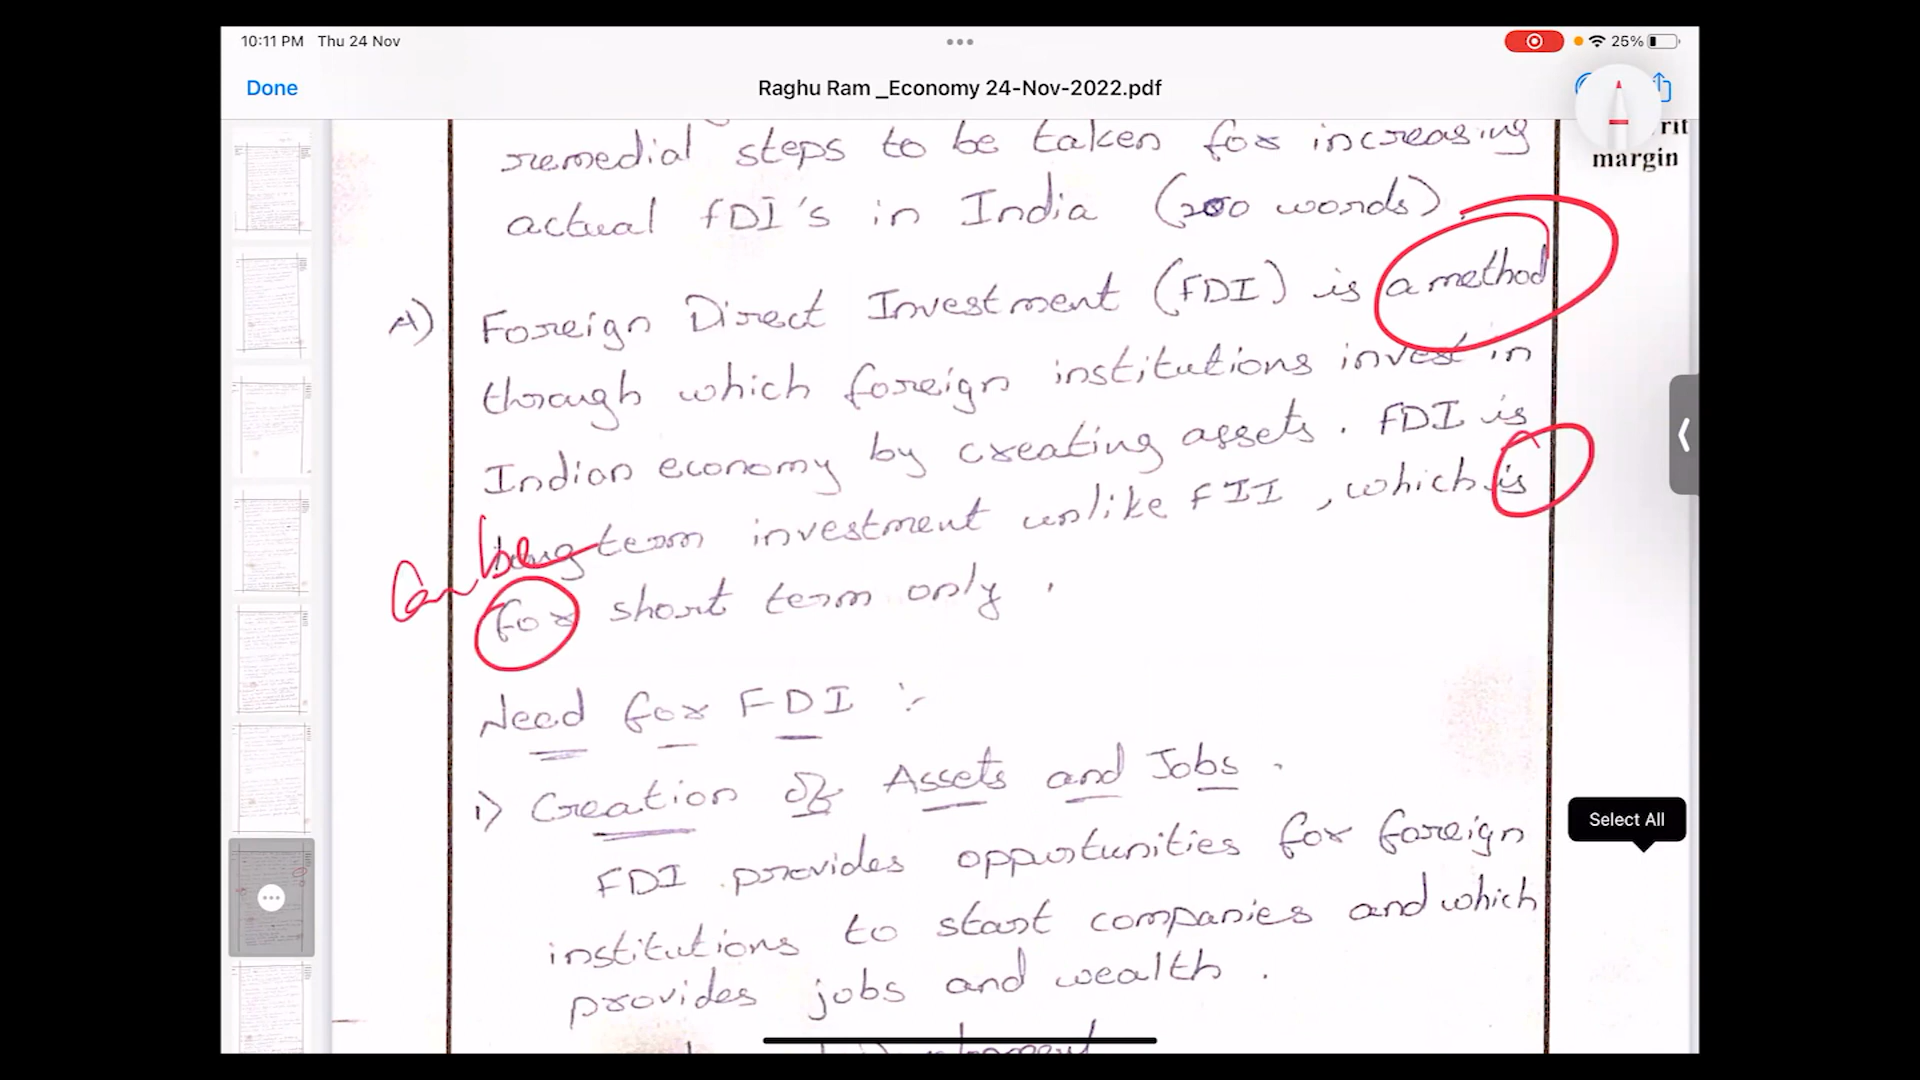 10:11 PM Thu 24 Nov
25%
Done
Raghu Ram _Economy 24-Nov-2022.pdf
rit
margin
remedial steps to be taken for increasing
actual FDI's in India (200 words).
A) Foreign Direct Investment (FDI) is a method
through which foreign institutions invest in
Indian economy by creating assets. FDI is
long term investment unlike FII, which is
Can be
for short term only.
Need for FDI :-
1) Creation Of Assets and Jobs.
Select All
FDI provides opportunities for foreign
institutions to start companies and which
provides jobs and wealth.